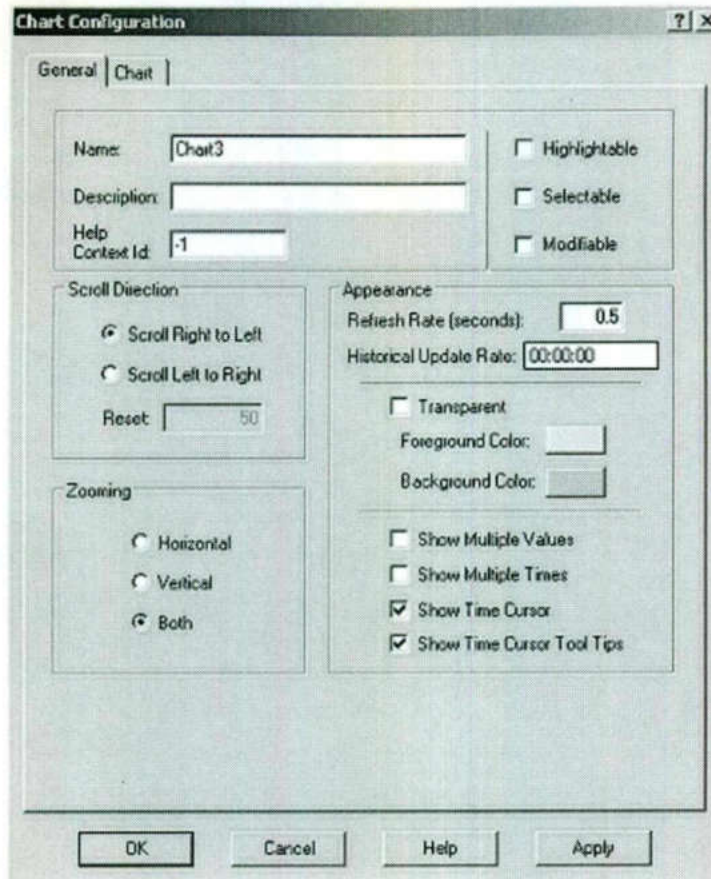 Chart Configuration
General
Chart
Name: Chart3
Description:
Help
Context Id: -1
Highlightable
Selectable
Modifiable
Scroll Direction
Scroll Right to Left
Scroll Left to Right
Reset: 50
Zooming
Horizontal
Vertical
Both
Appearance
Refresh Rate (seconds): 0.5
Historical Update Rate: 00:00:00
Transparent
Foreground Color:
Background Color:
Show Multiple Values
Show Multiple Times
Show Time Cursor
Show Time Cursor Tool Tips
OK
Cancel
Help
Apply